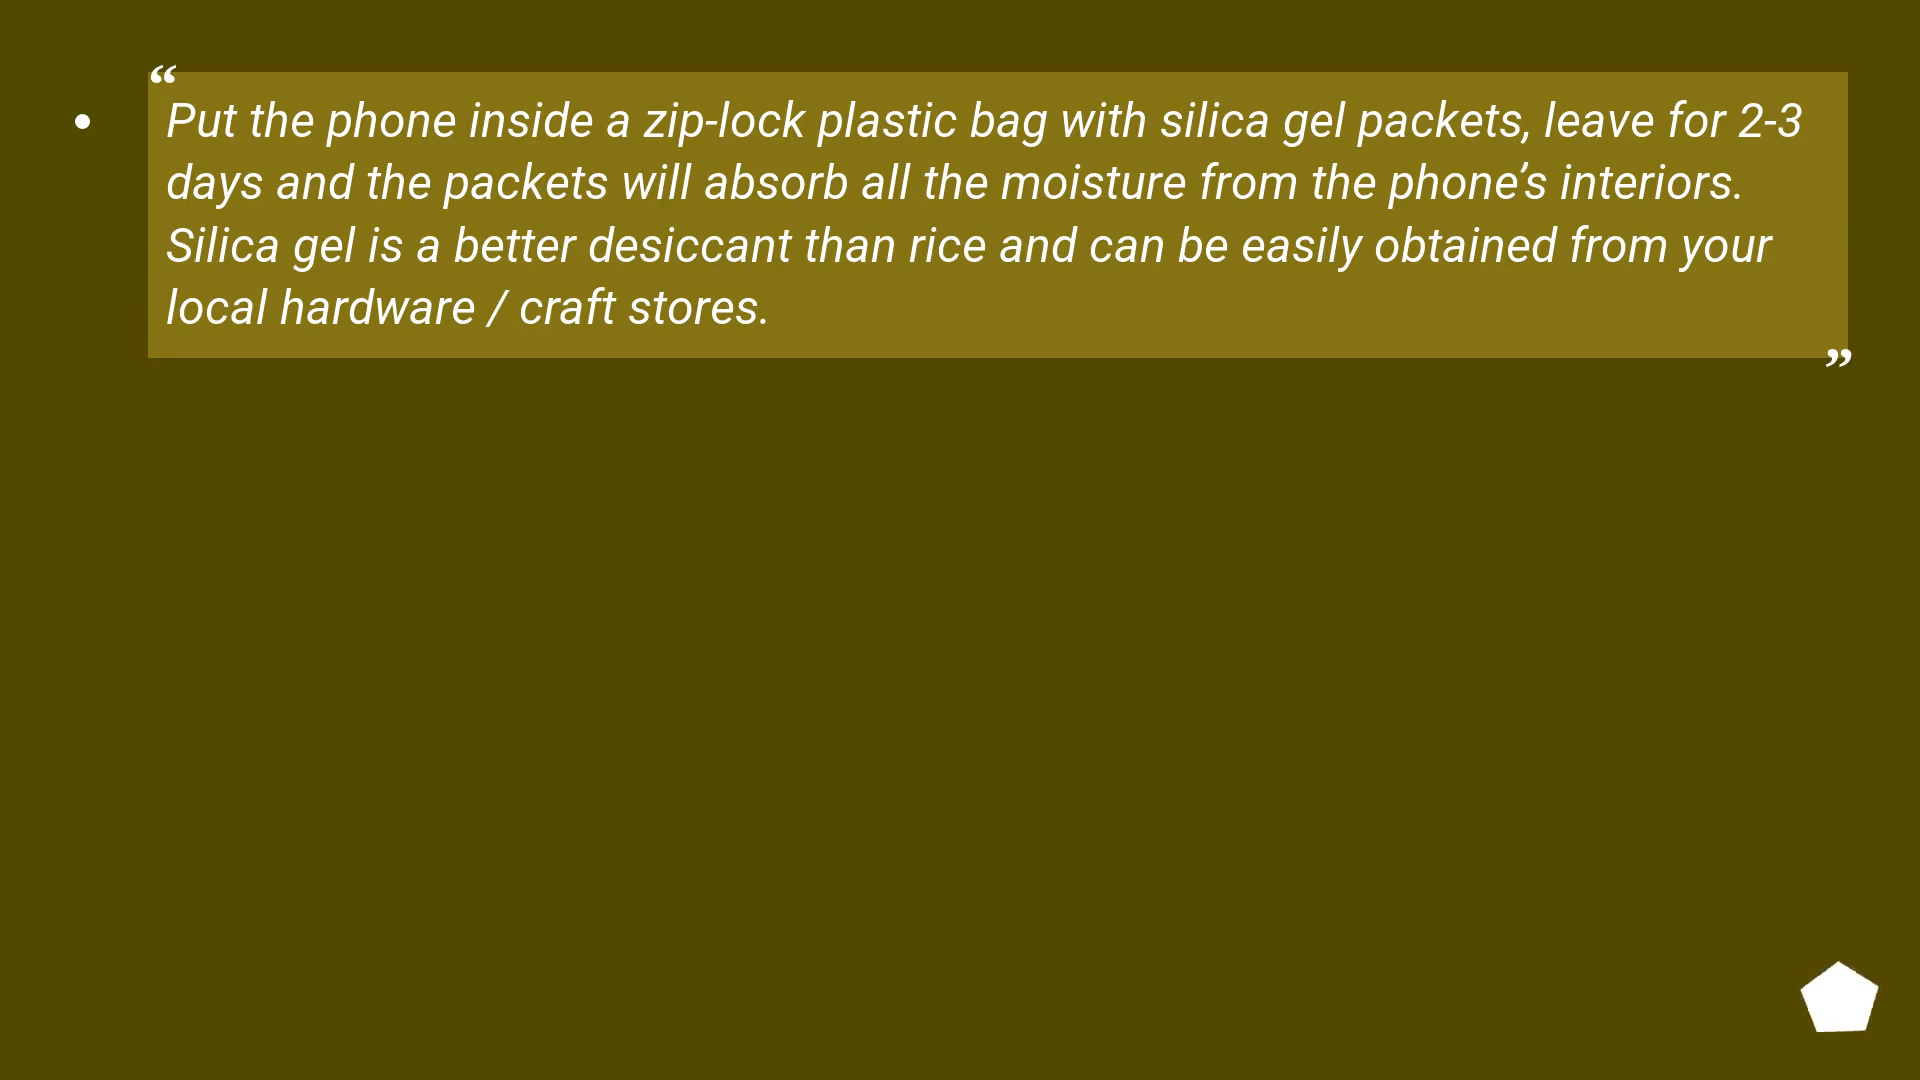 “
• Put the phone inside a zip-lock plastic bag with silica gel packets, leave for 2-3
days and the packets will absorb all the moisture from the phone’s interiors.
Silica gel is a better desiccant than rice and can be easily obtained from your
local hardware / craft stores.
”